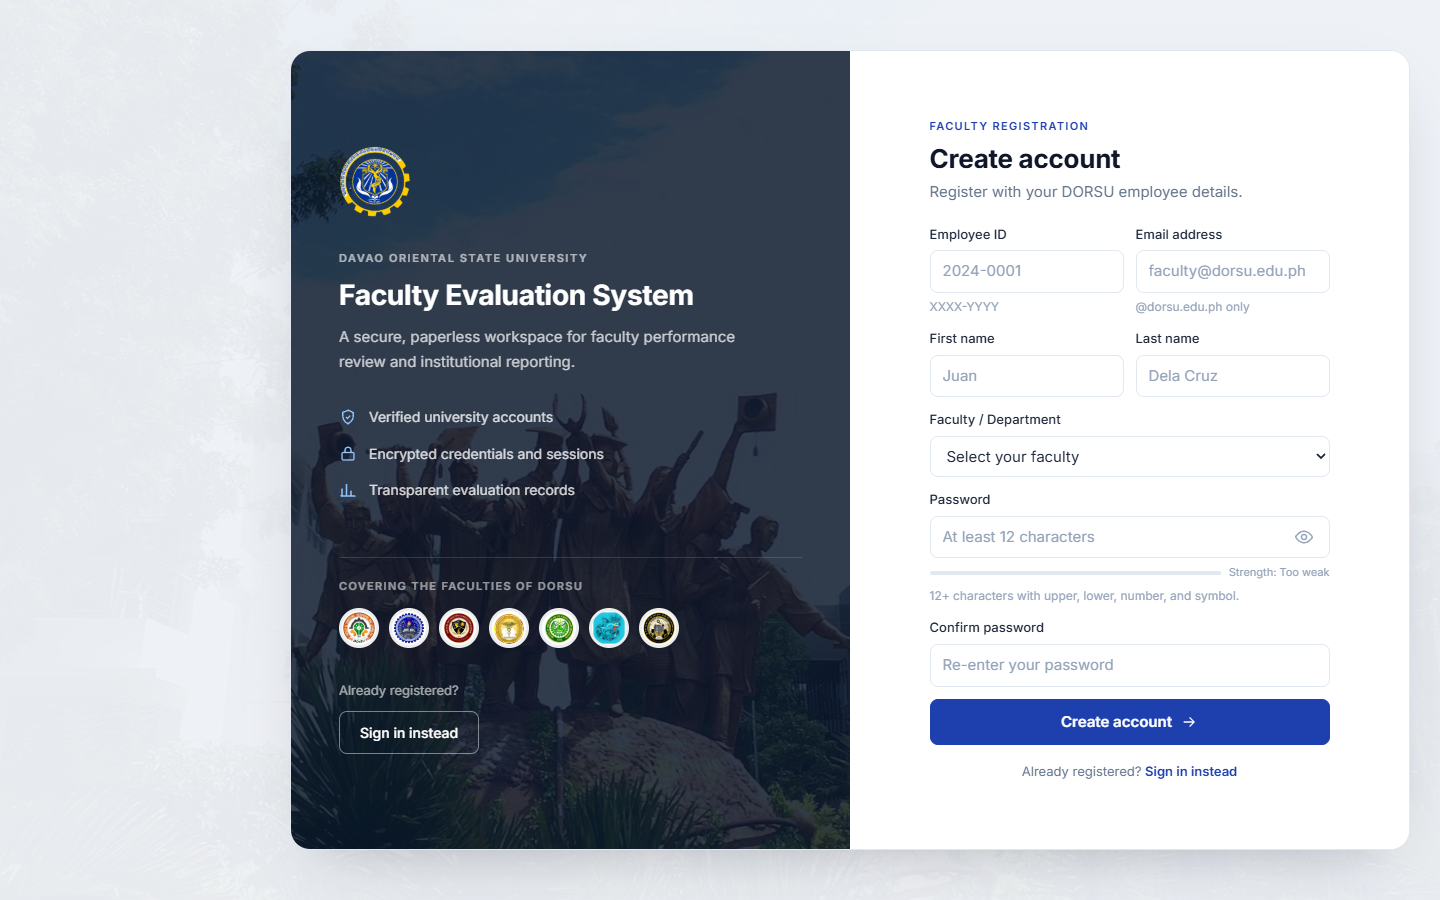 DAVAO ORIENTAL STATE UNIVERSITY
Faculty Evaluation System
A secure, paperless workspace for faculty performance
review and institutional reporting.
Verified university accounts
Encrypted credentials and sessions
Transparent evaluation records
COVERING THE FACULTIES OF DORSU
Already registered?
Sign in instead
FACULTY REGISTRATION
Create account
Register with your DORSU employee details.
Employee ID
Email address
2024-0001
faculty@dorsu.edu.ph
XXXX-YYYY
@dorsu.edu.ph only
First name
Last name
Juan
Dela Cruz
Faculty / Department
Select your faculty
Password
At least 12 characters
Strength: Too weak
12+ characters with upper, lower, number, and symbol.
Confirm password
Re-enter your password
Create account →
Already registered? Sign in instead